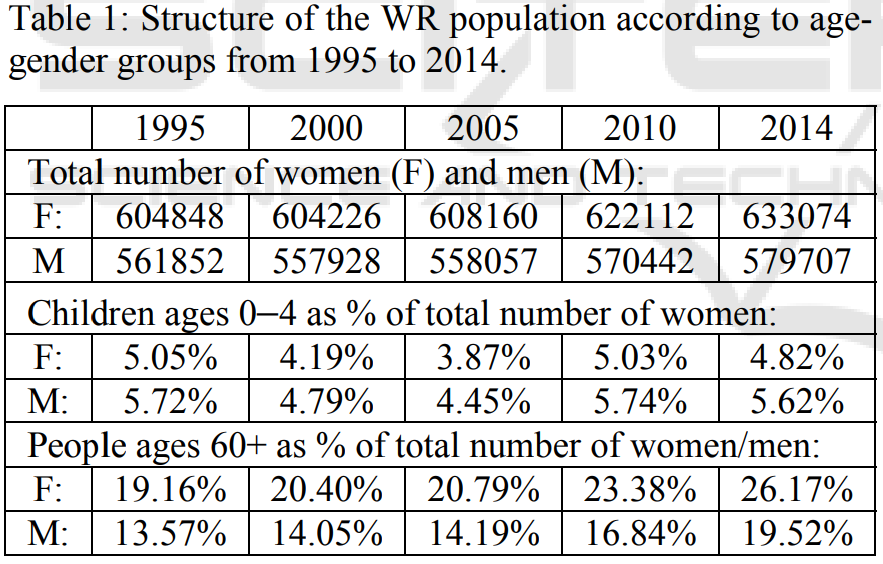 Table 1: Structure of the WR population according to age-
gender groups from 1995 to 2014.
1995 2000 2005 2010 2014
Total number of women (F) and men (M):
F: 604848 604226 608160 622112 633074
M 561852 557928 558057 570442 579707
Children ages 0–4 as % of total number of women:
F: 5.05% 4.19% 3.87% 5.03% 4.82%
M: 5.72% 4.79% 4.45% 5.74% 5.62%
People ages 60+ as % of total number of women/men:
F: 19.16% 20.40% 20.79% 23.38% 26.17%
M: 13.57% 14.05% 14.19% 16.84% 19.52%